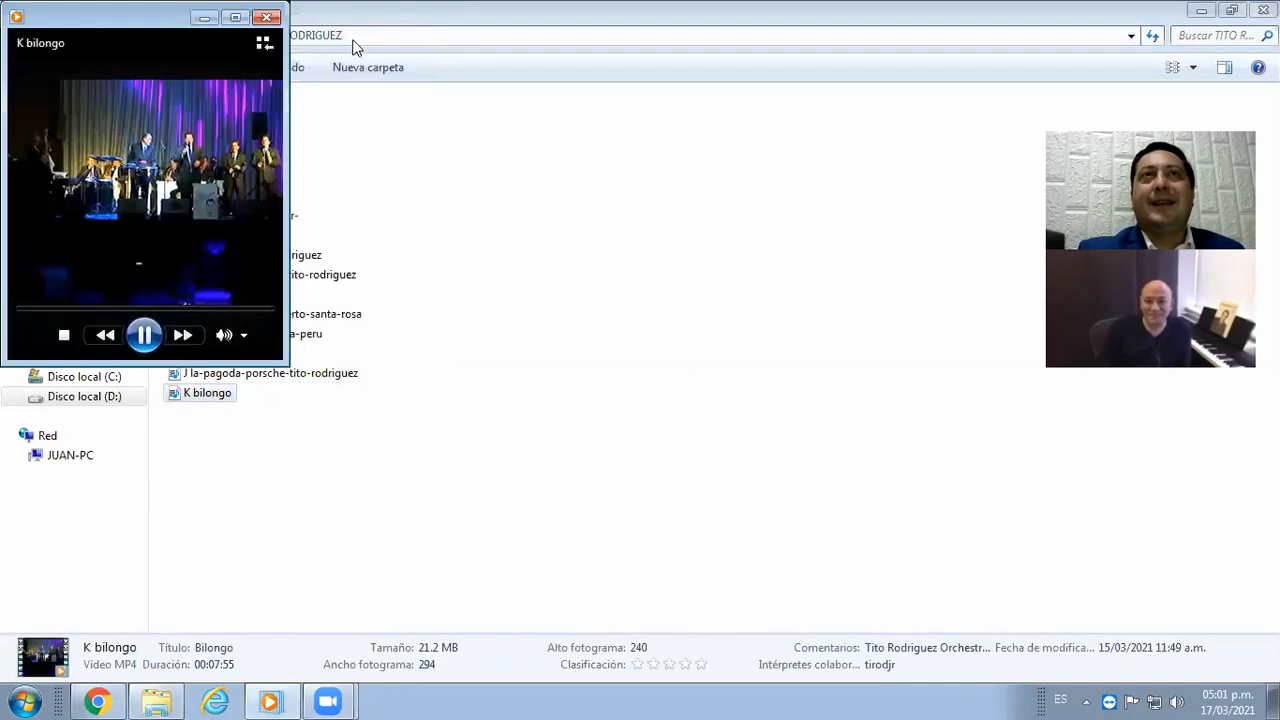 K bilongo
ODRIGUEZ
Buscar TITO R...
do
Nueva carpeta
r-
riguez
tito-rodriguez
erto-santa-rosa
a-peru
Disco local (C:)
J la-pagoda-porsche-tito-rodriguez
Disco local (D:)
K bilongo
Red
JUAN-PC
K bilongo
Título: Bilongo
Tamaño: 21.2 MB
Alto fotograma: 240
Comentarios: Tito Rodriguez Orchestr...
Fecha de modifica... 15/03/2021 11:49 a.m.
Video MP4
Duración: 00:07:55
Ancho fotograma: 294
Clasificación:
Intérpretes colabor... tirodjr
ES
05:01 p.m.
17/03/2021